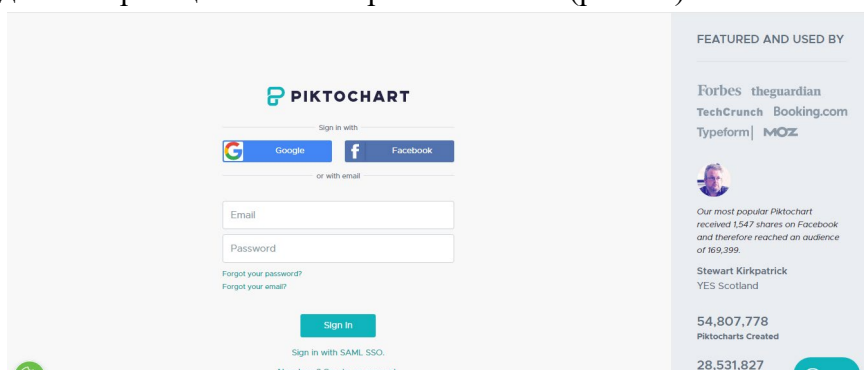 PIKTOCHART
Sign in with
Google
Facebook
or with email
Email
Password
Forgot your password?
Forgot your email?
Sign In
Sign in with SAML SSO.
FEATURED AND USED BY
Forbes theguardian
TechCrunch Booking.com
Typeform| MOZ
Our most popular Piktochart
received 1,547 shares on Facebook
and therefore reached an audience
of 169,399.
Stewart Kirkpatrick
YES Scotland
54,807,778
Piktocharts Created
28,531,827